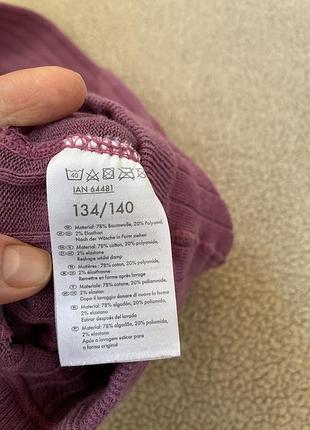 40
IAN 64481
134/140
Material: 78% Baumwolle, 20% Polyamid,
2% Elasthan
Nach der Wäsche in Form ziehen
Material: 78% cotton, 20% polyamide,
2% elastane
Reshape whilst damp
Matières : 78% coton, 20% polyamide,
2% élasthanne
Remettre en forme après lavage
Materiale: 78% cotone, 20% poliammide,
2% elastan
Dopo il lavaggio donare di nuovo la forma
Material: 78% algodón, 20% poliamida,
2% elastano
Estirar después del lavado
Material: 78% algodão, 20% poliamida,
2% elastano
Após a lavagem esticar para
a forma original